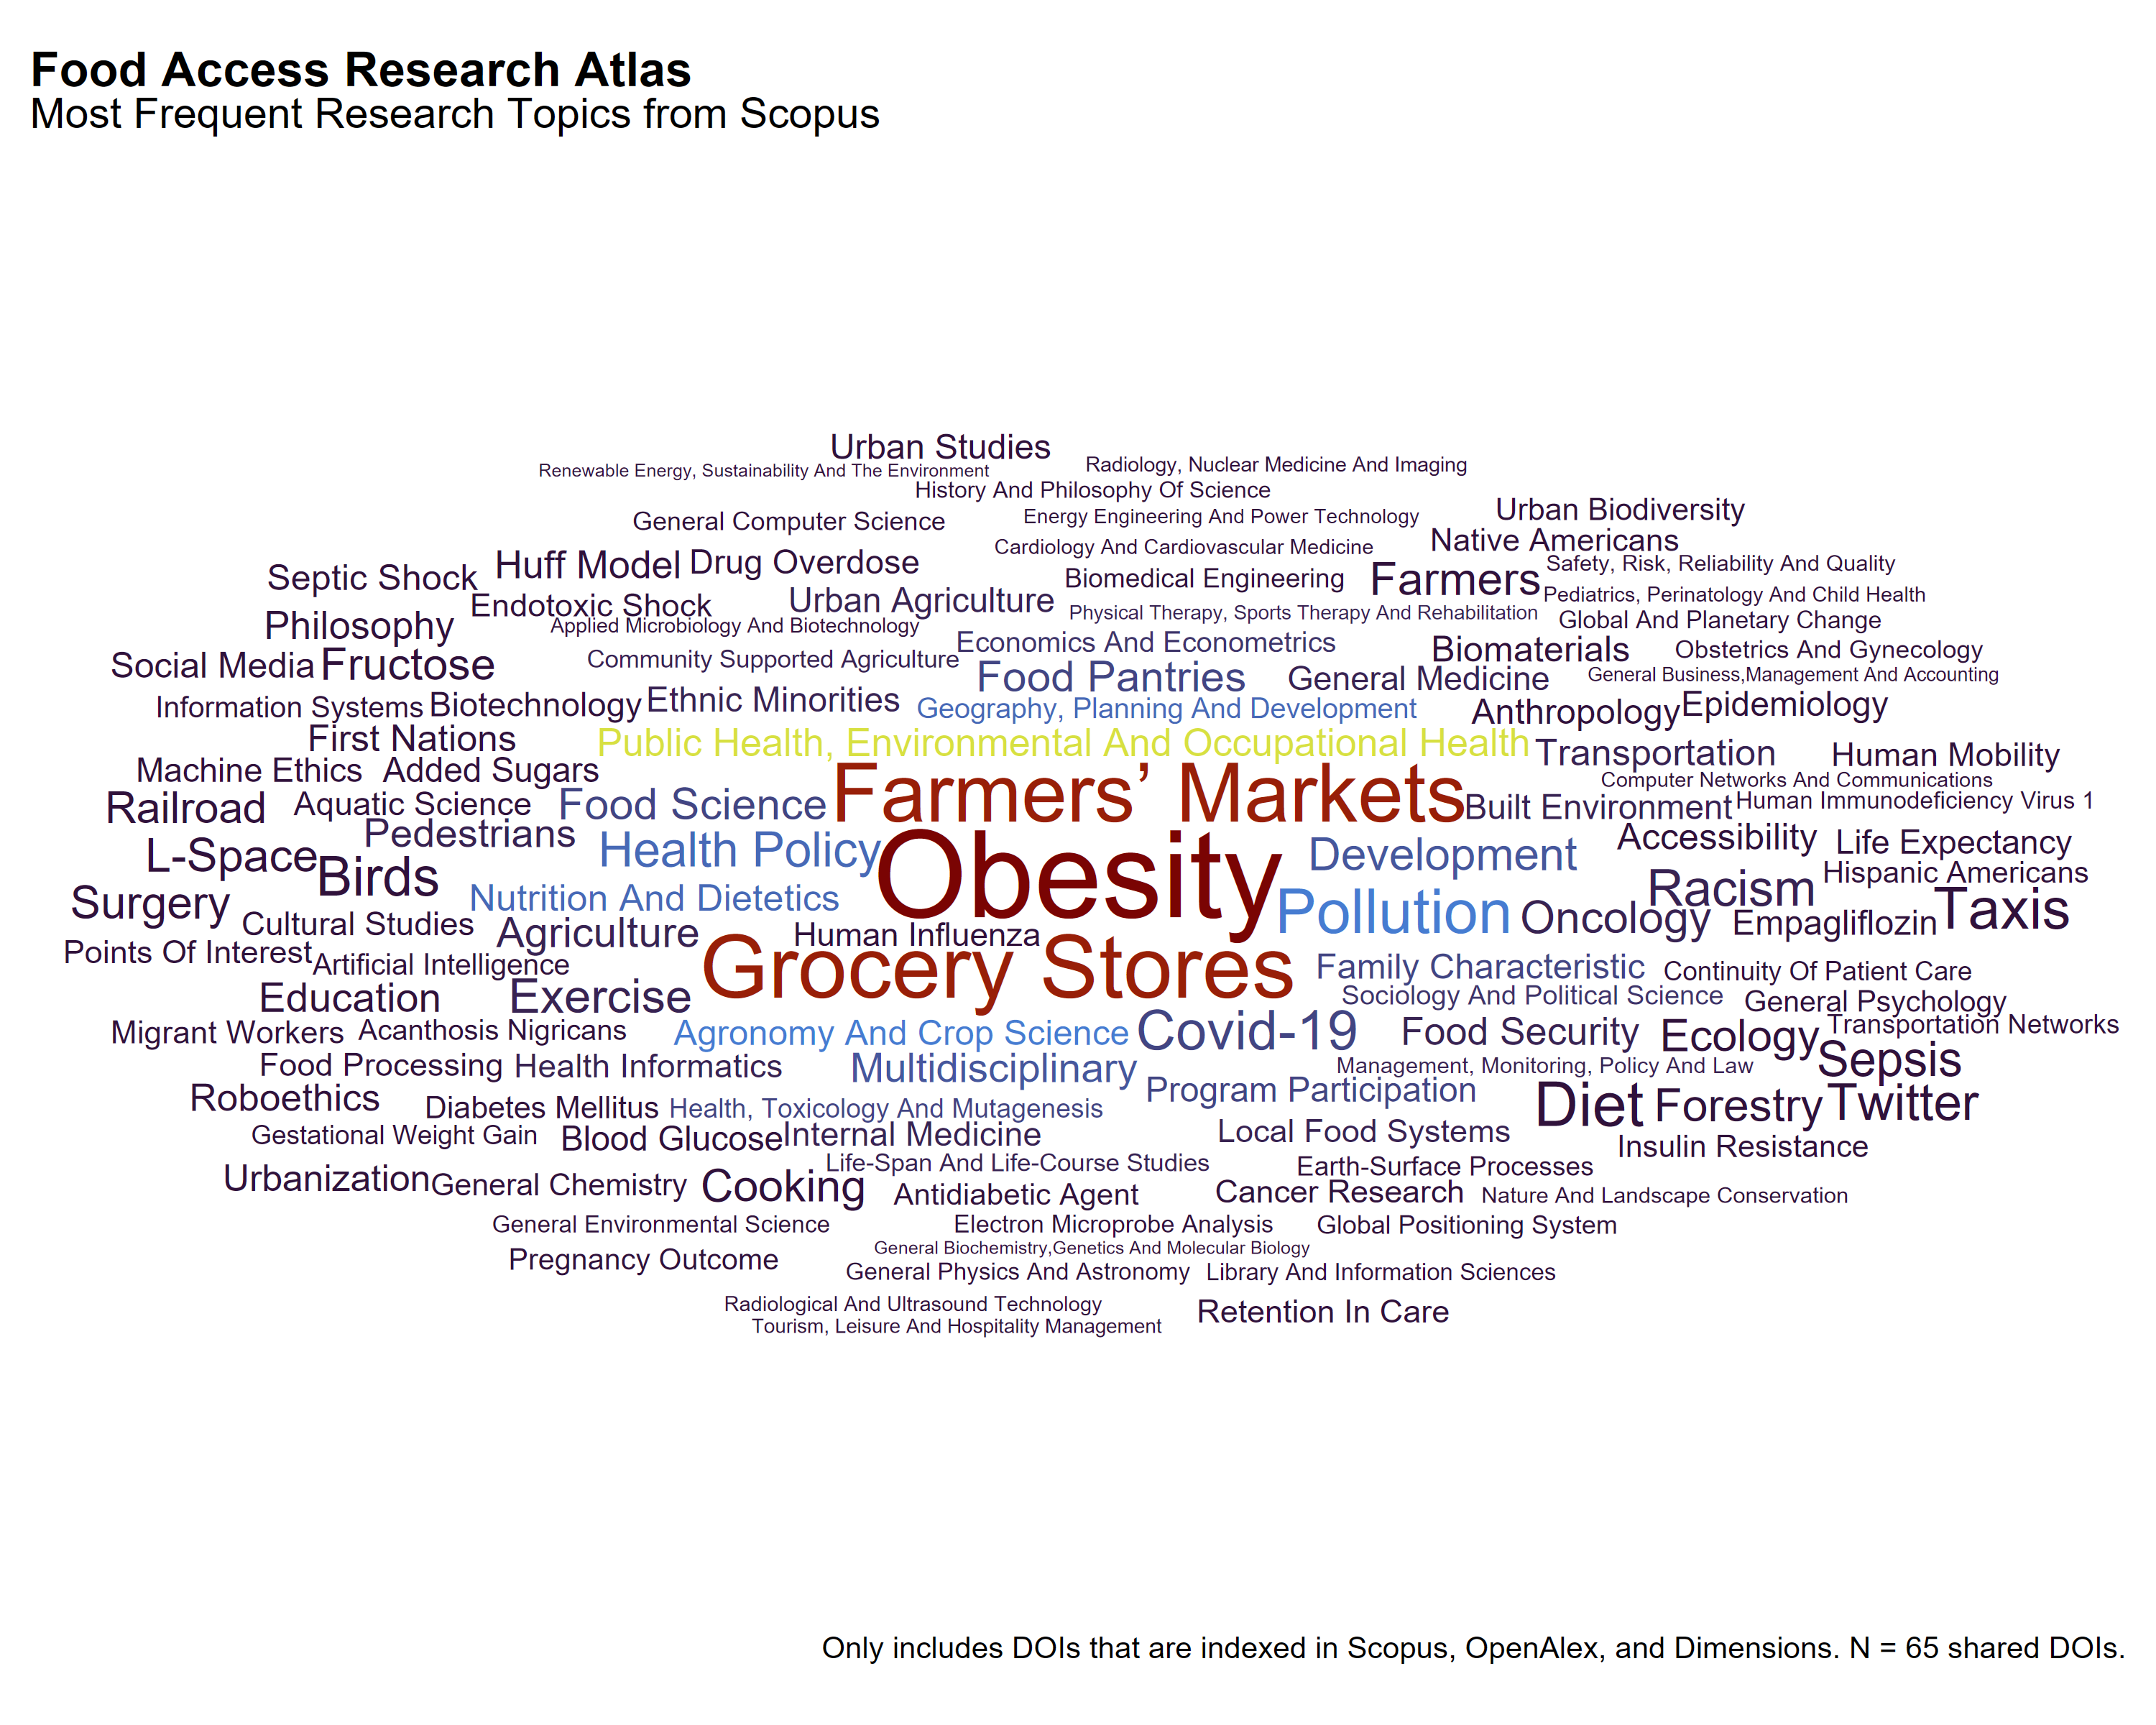 Food Access Research Atlas
Most Frequent Research Topics from Scopus
Urban Studies
Renewable Energy, Sustainability And The Environment
Radiology, Nuclear Medicine And Imaging
History And Philosophy Of Science
Urban Biodiversity
General Computer Science
Energy Engineering And Power Technology
Native Americans
Cardiology And Cardiovascular Medicine
Huff Model
Drug Overdose
Safety, Risk, Reliability And Quality
Septic Shock
Biomedical Engineering
Farmers
Endotoxic Shock
Urban Agriculture
Pediatrics, Perinatology And Child Health
Physical Therapy, Sports Therapy And Rehabilitation
Global And Planetary Change
Philosophy
Applied Microbiology And Biotechnology
Economics And Econometrics
Biomaterials
Obstetrics And Gynecology
Social Media
Fructose
Community Supported Agriculture
Food Pantries
General Medicine
General Business,Management And Accounting
Information Systems
Biotechnology
Ethnic Minorities
Geography, Planning And Development
Anthropology
Epidemiology
First Nations
Public Health, Environmental And Occupational Health
Transportation
Human Mobility
Machine Ethics
Added Sugars
Farmers’ Markets
Computer Networks And Communications
Railroad
Aquatic Science
Food Science
Built Environment
Human Immunodeficiency Virus 1
Pedestrians
Health Policy
Accessibility
Life Expectancy
L-Space
Birds
Obesity
Development
Hispanic Americans
Surgery
Nutrition And Dietetics
Racism
Cultural Studies
Agriculture
Human Influenza
Pollution
Oncology
Empagliflozin
Taxis
Points Of Interest
Artificial Intelligence
Grocery Stores
Family Characteristic
Continuity Of Patient Care
Education
Exercise
Sociology And Political Science
General Psychology
Migrant Workers
Acanthosis Nigricans
Agronomy And Crop Science
Covid-19
Food Security
Ecology
Transportation Networks
Food Processing
Health Informatics
Multidisciplinary
Management, Monitoring, Policy And Law
Sepsis
Roboethics
Diabetes Mellitus
Health, Toxicology And Mutagenesis
Program Participation
Diet
Forestry
Twitter
Gestational Weight Gain
Blood Glucose
Internal Medicine
Local Food Systems
Insulin Resistance
Urbanization
General Chemistry
Cooking
Life-Span And Life-Course Studies
Earth-Surface Processes
Antidiabetic Agent
Cancer Research
Nature And Landscape Conservation
General Environmental Science
Electron Microprobe Analysis
Global Positioning System
Pregnancy Outcome
General Biochemistry,Genetics And Molecular Biology
General Physics And Astronomy
Library And Information Sciences
Radiological And Ultrasound Technology
Retention In Care
Tourism, Leisure And Hospitality Management
Only includes DOIs that are indexed in Scopus, OpenAlex, and Dimensions. N = 65 shared DOIs.